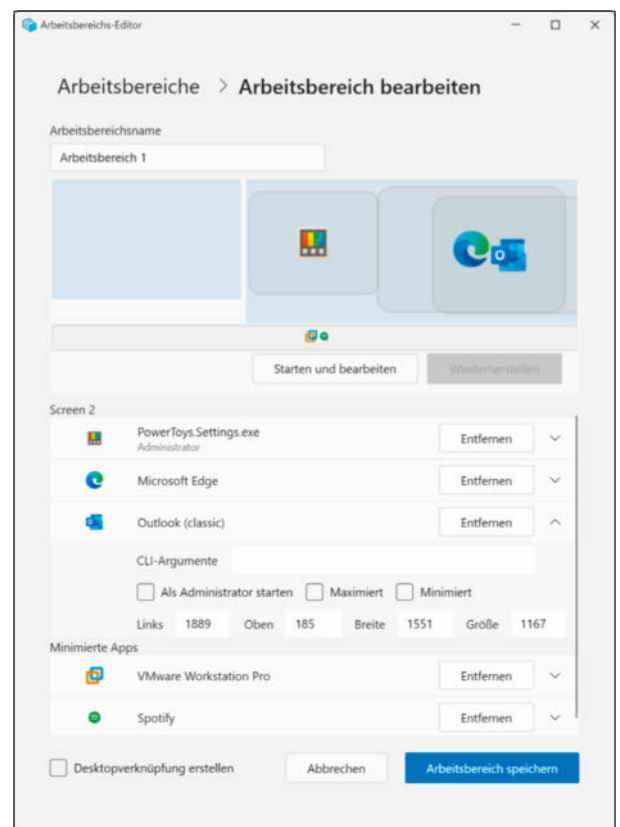 Arbeitsbereichs-Editor
Arbeitsbereiche > Arbeitsbereich bearbeiten
Arbeitsbereichsname
Arbeitsbereich 1
Starten und bearbeiten Wiederherstellen
Screen 2
PowerToys.Settings.exe Entfernen
Administrator
Microsoft Edge Entfernen
Outlook (classic) Entfernen
CLI-Argumente
Als Administrator starten Maximiert Minimiert
Links 1889 Oben 185 Breite 1551 Größe 1167
Minimierte Apps
VMware Workstation Pro Entfernen
Spotify Entfernen
Desktopverknüpfung erstellen Abbrechen Arbeitsbereich speichern